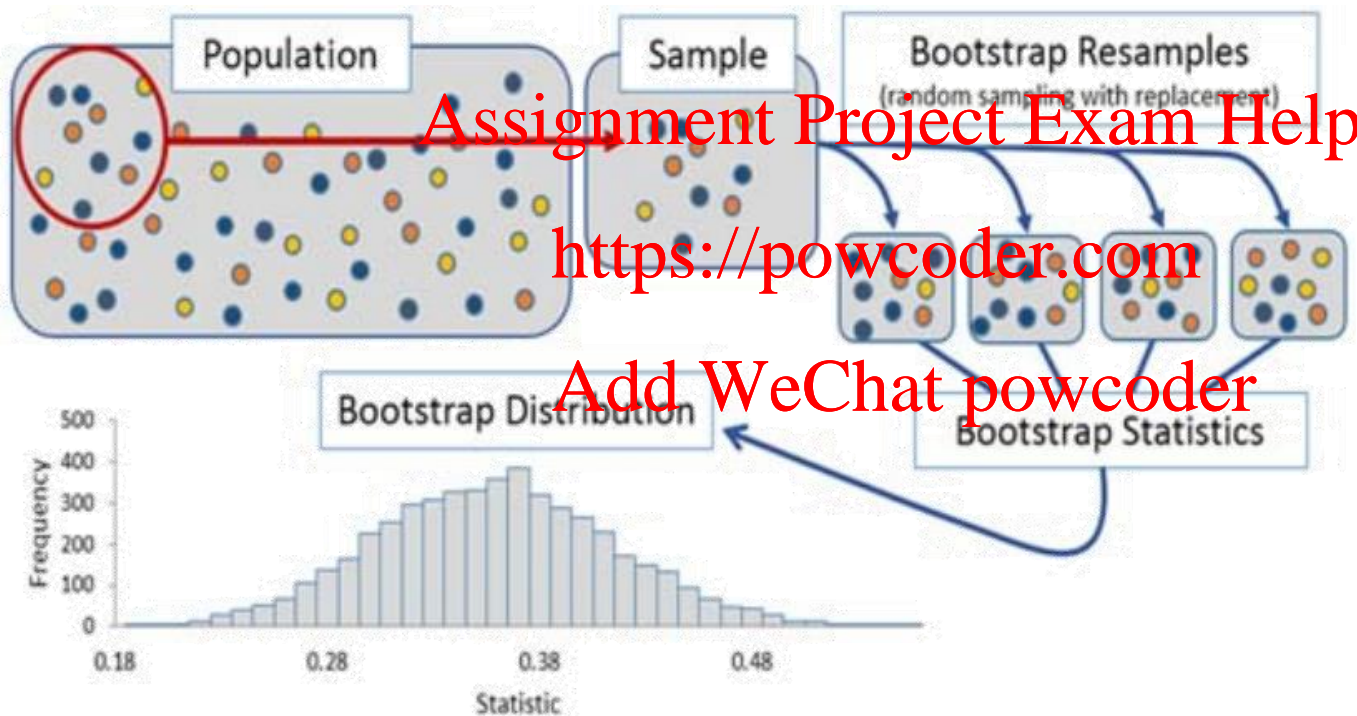 Population
Sample
Bootstrap Resamples
(random sampling with replacement)
Assignment Project Exam Help
https://powcoder.com
Add WeChat powcoder
Bootstrap Distribution
Bootstrap Statistics
500
400
300
200
100
0
Frequency
0.18 0.28 0.38 0.48
Statistic